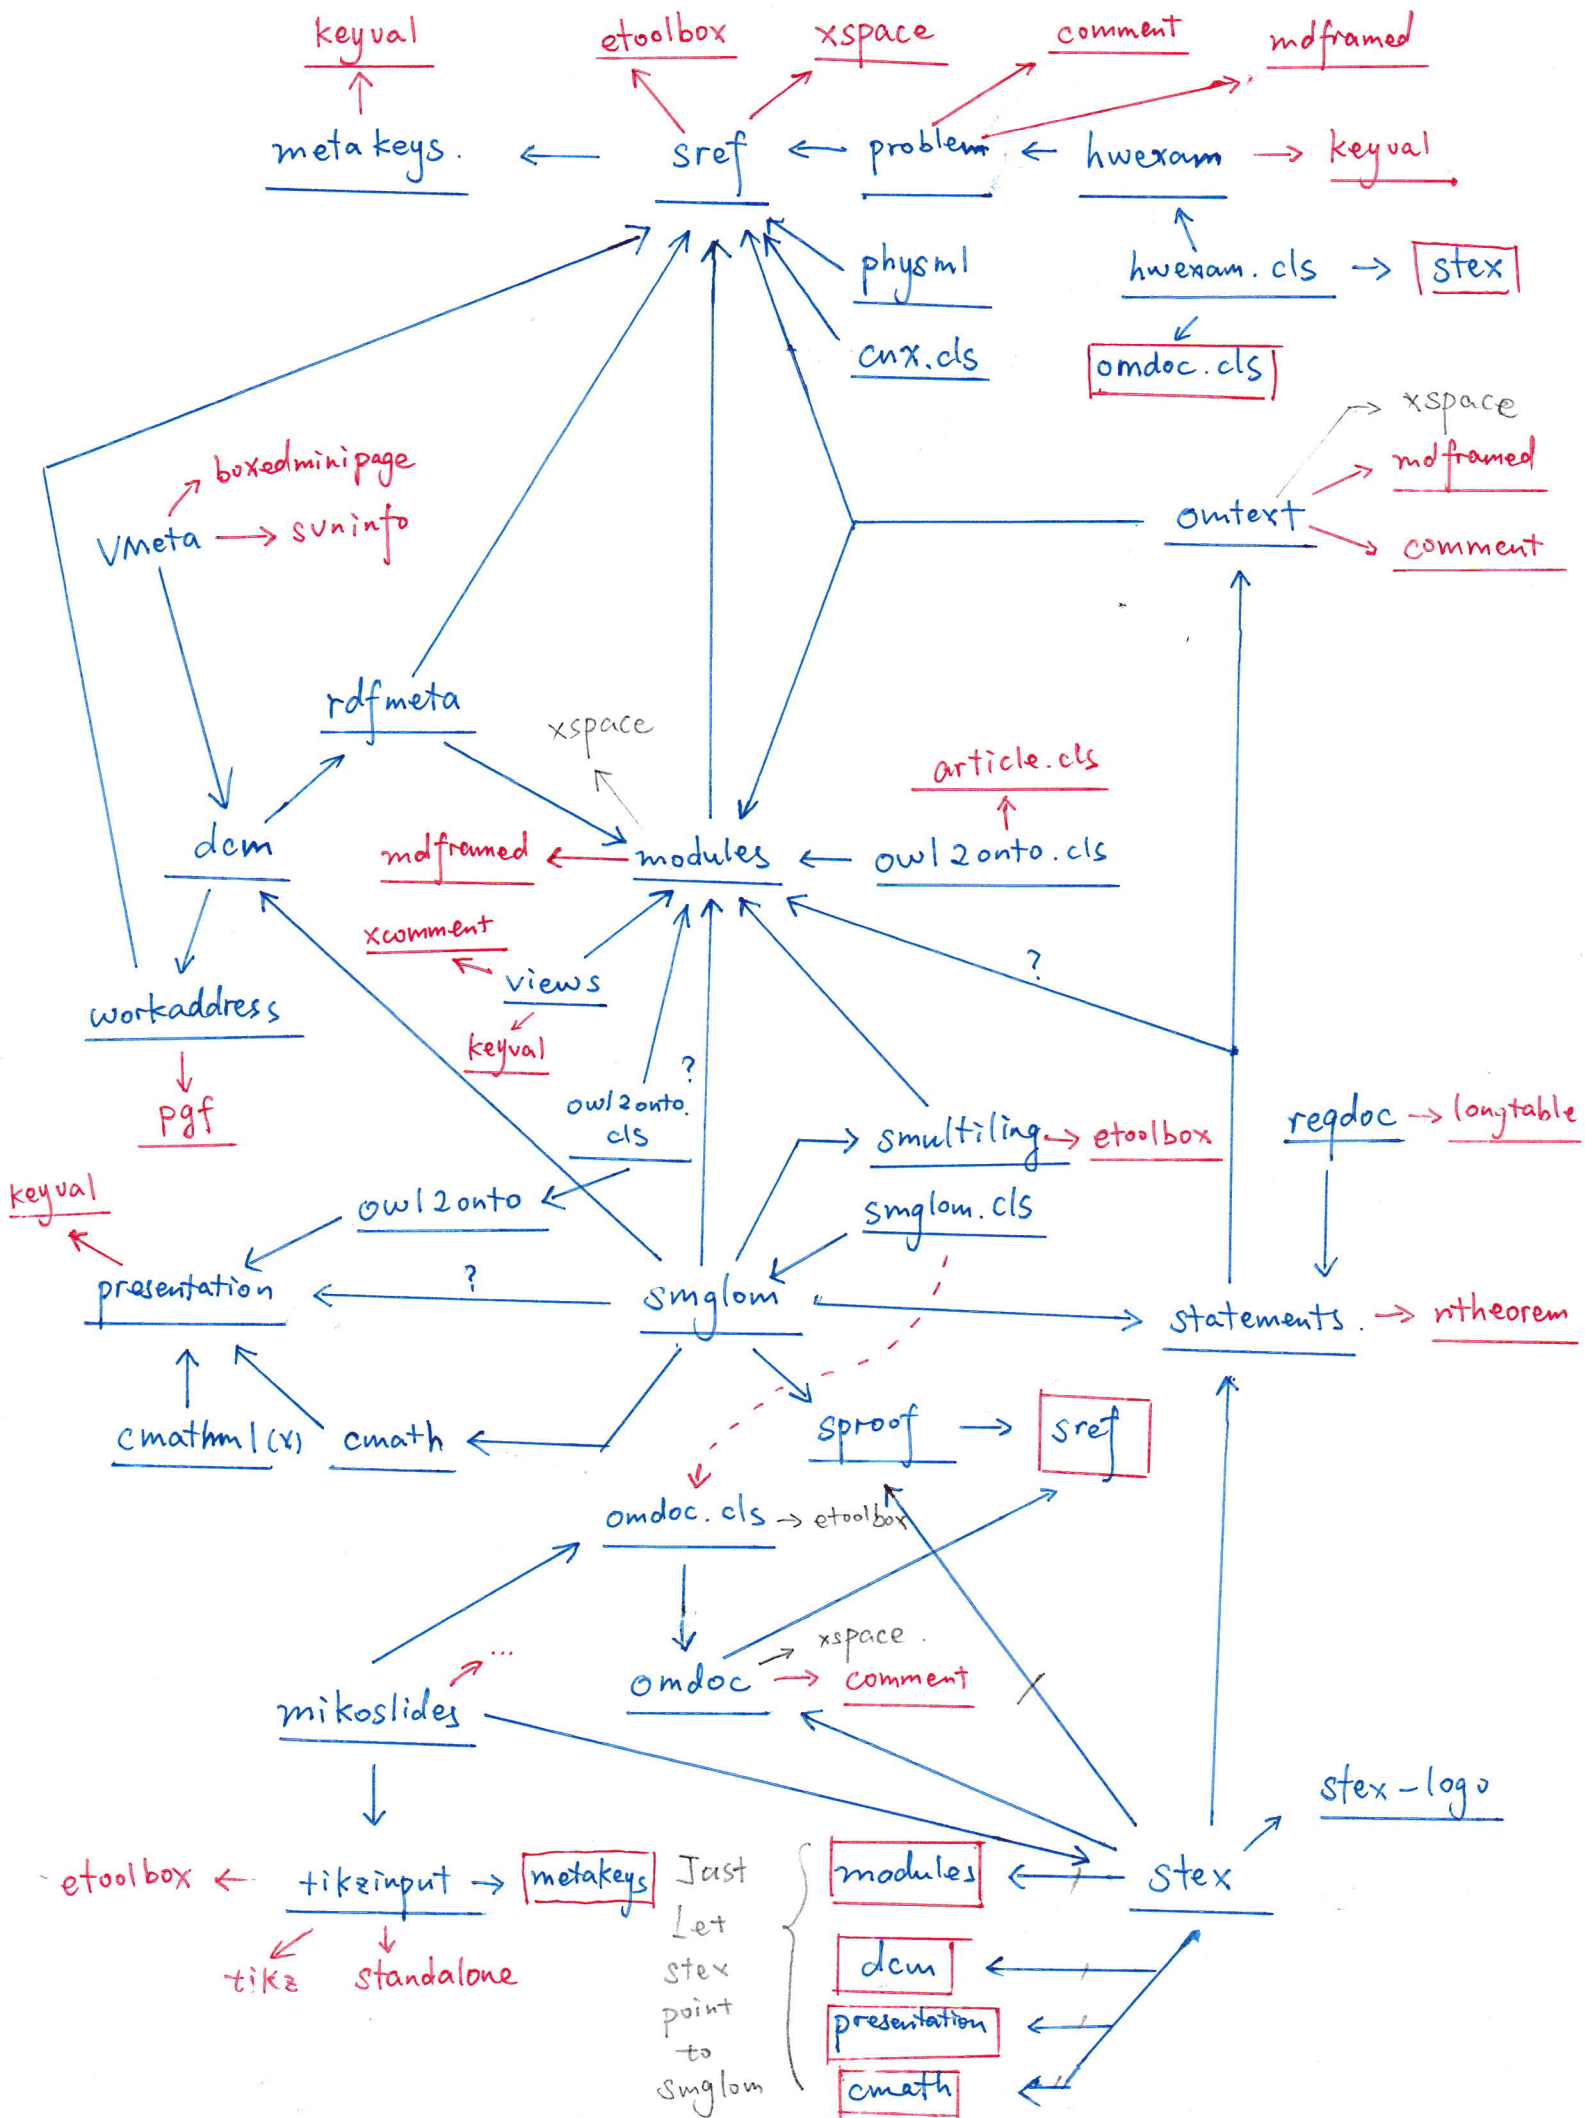 keyval
etoolbox
xspace
comment
mdframed
metakeys.
sref
problem
hwexam
keyval
physml
hwexam.cls
stex
cnx.cls
omdoc.cls
xspace
boxedminipage
mdframed
VMeta
suninfo
omtext
comment
rdfmeta
xspace
article.cls
dcm
mdframed
modules
owl2onto.cls
xcomment
views
?
workaddress
keyval
?
pgf
owl2onto.
cls
smultiling
etoolbox
reqdoc
longtable
keyval
owl2onto
smglom.cls
presentation
?
smglom
statements.
ntheorem
cmathml(x)
cmath
sproof
sref
omdoc.cls
etoolbox
xspace.
...
omdoc
comment
mikoslides
stex-logo
etoolbox
tikzinput
metakeys
Just
modules
stex
Let
tikz
standalone
stex
dcm
point
presentation
to
smglom
cmath